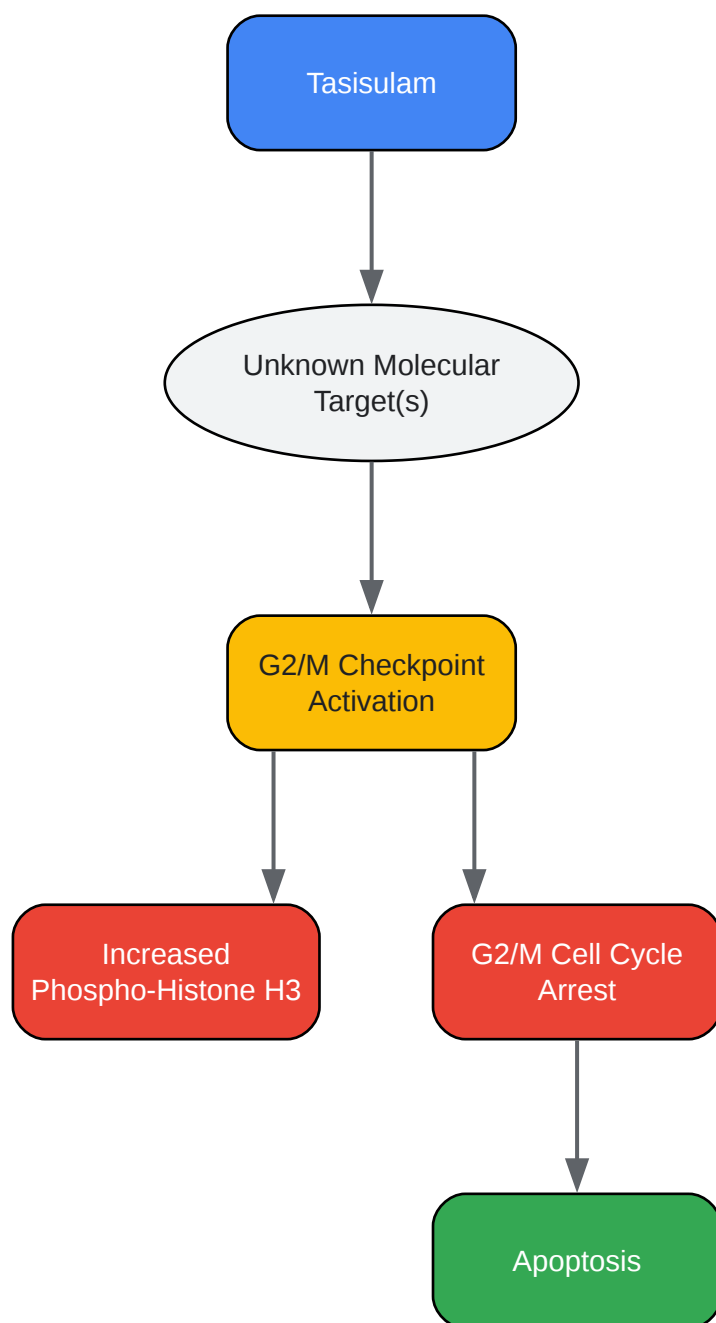 Tasisulam
Unknown Molecular
Target(s)
G2/M Checkpoint
Activation
Increased
Phospho-Histone H3
G2/M Cell Cycle
Arrest
Apoptosis